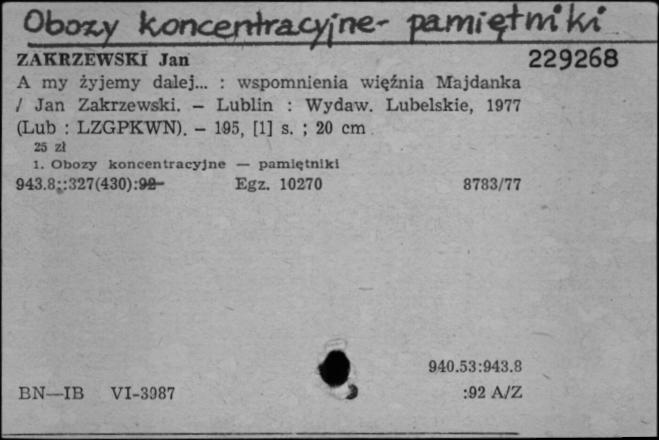 Obozy koncentracyjne- pamiętniki
ZAKRZEWSKI Jan 229268
A my żyjemy dalej... : wspomnienia więźnia Majdanka
/ Jan Zakrzewski. — Lublin : Wydaw. Lubelskie, 1977
(Lub : LZGPKWN). — 195, [1] s. ; 20 cm
25 zł
1. Obozy koncentracyjne — pamiętniki
943.8::327(430):92- Egz. 10270 8783/77
940.53:943.8
BN—IB VI-3987 :92 A/Z